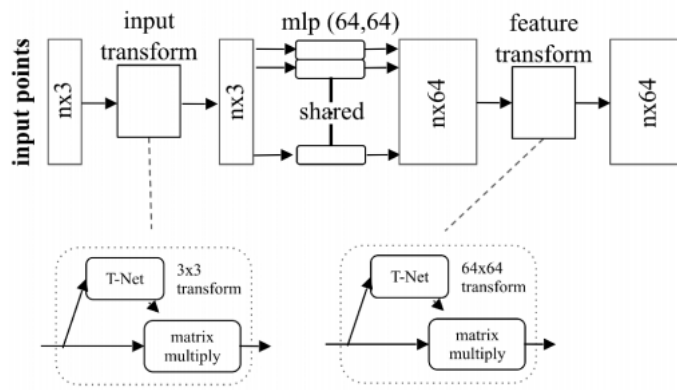 input
transform
mlp (64,64)
feature
transform
input points
nx3
nx3
shared
nx64
nx64
T-Net
3x3
transform
matrix
multiply
T-Net
64x64
transform
matrix
multiply